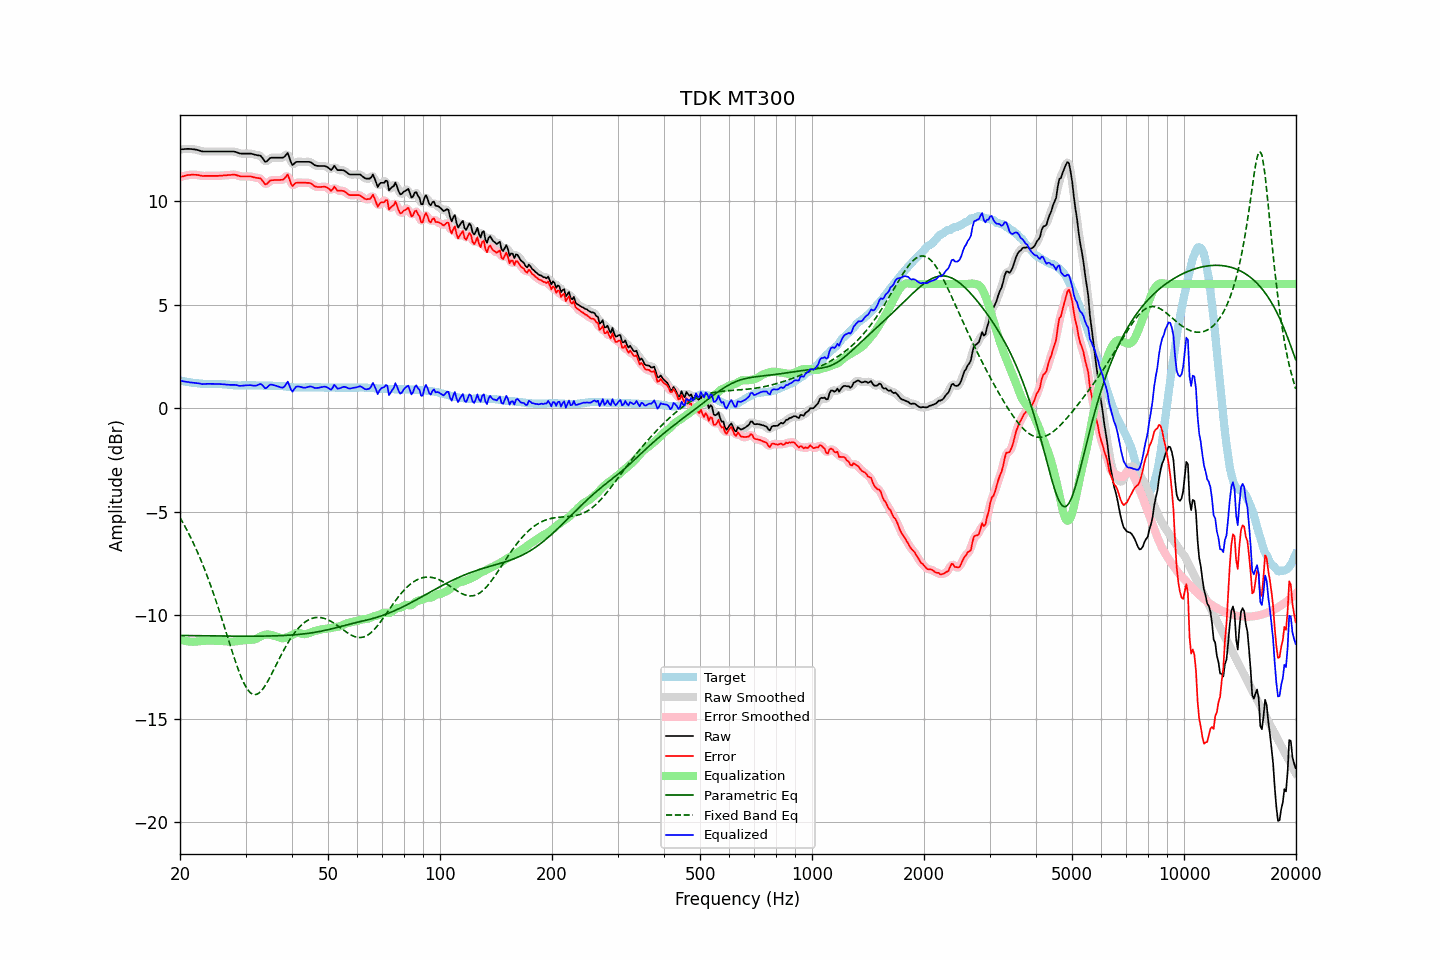 TDK MT300
Amplitude (dBr)
10
5
0
−5
−10
−15
−20
Target
Raw Smoothed
Error Smoothed
Raw
Error
Equalization
Parametric Eq
Fixed Band Eq
Equalized
20 50 100 200 500 1000 2000 5000 10000 20000
Frequency (Hz)